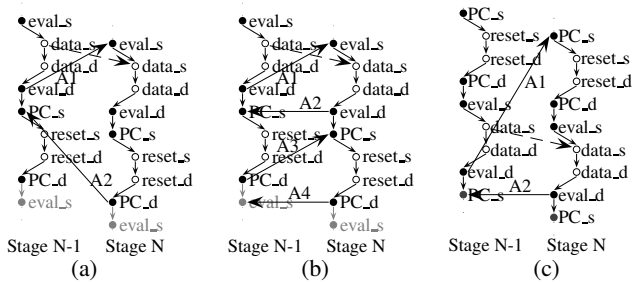 eval_s
data_s
data_d
A1
eval_d
PC_s
reset_s
reset_d
A2
PC_d
eval_s
eval_s
data_s
data_d
eval_d
PC_s
reset_s
reset_d
PC_d
eval_s
Stage N-1 Stage N
(a)
eval_s
data_s
data_d
A1
eval_d
A2
PC_s
reset_s
A3
reset_d
PC_d
A4
eval_s
eval_s
data_s
data_d
eval_d
PC_s
reset_s
reset_d
PC_d
eval_s
Stage N-1 Stage N
(b)
PC_s
reset_s
reset_d
PC_d
A1
eval_s
data_s
data_d
eval_d
A2
PC_s
PC_s
reset_s
reset_d
PC_d
eval_s
data_s
data_d
eval_d
PC_s
Stage N-1 Stage N
(c)